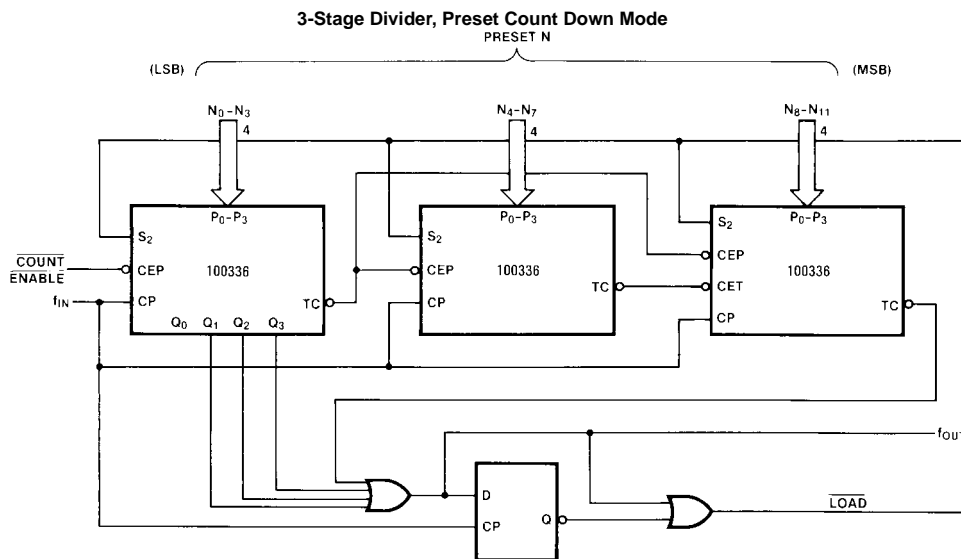 3-Stage Divider, Preset Count Down Mode
PRESET N
(LSB) (MSB)
N0–N3 N4–N7 N8–N11
4 4 4
P0–P3 P0–P3 P0–P3
S2 S2 S2
COUNT ENABLE CEP 100336 CEP 100336 CEP 100336
TC CET
fIN CP TC CP CP TC
Q0 Q1 Q2 Q3
fOUT
D
Q LOAD
CP